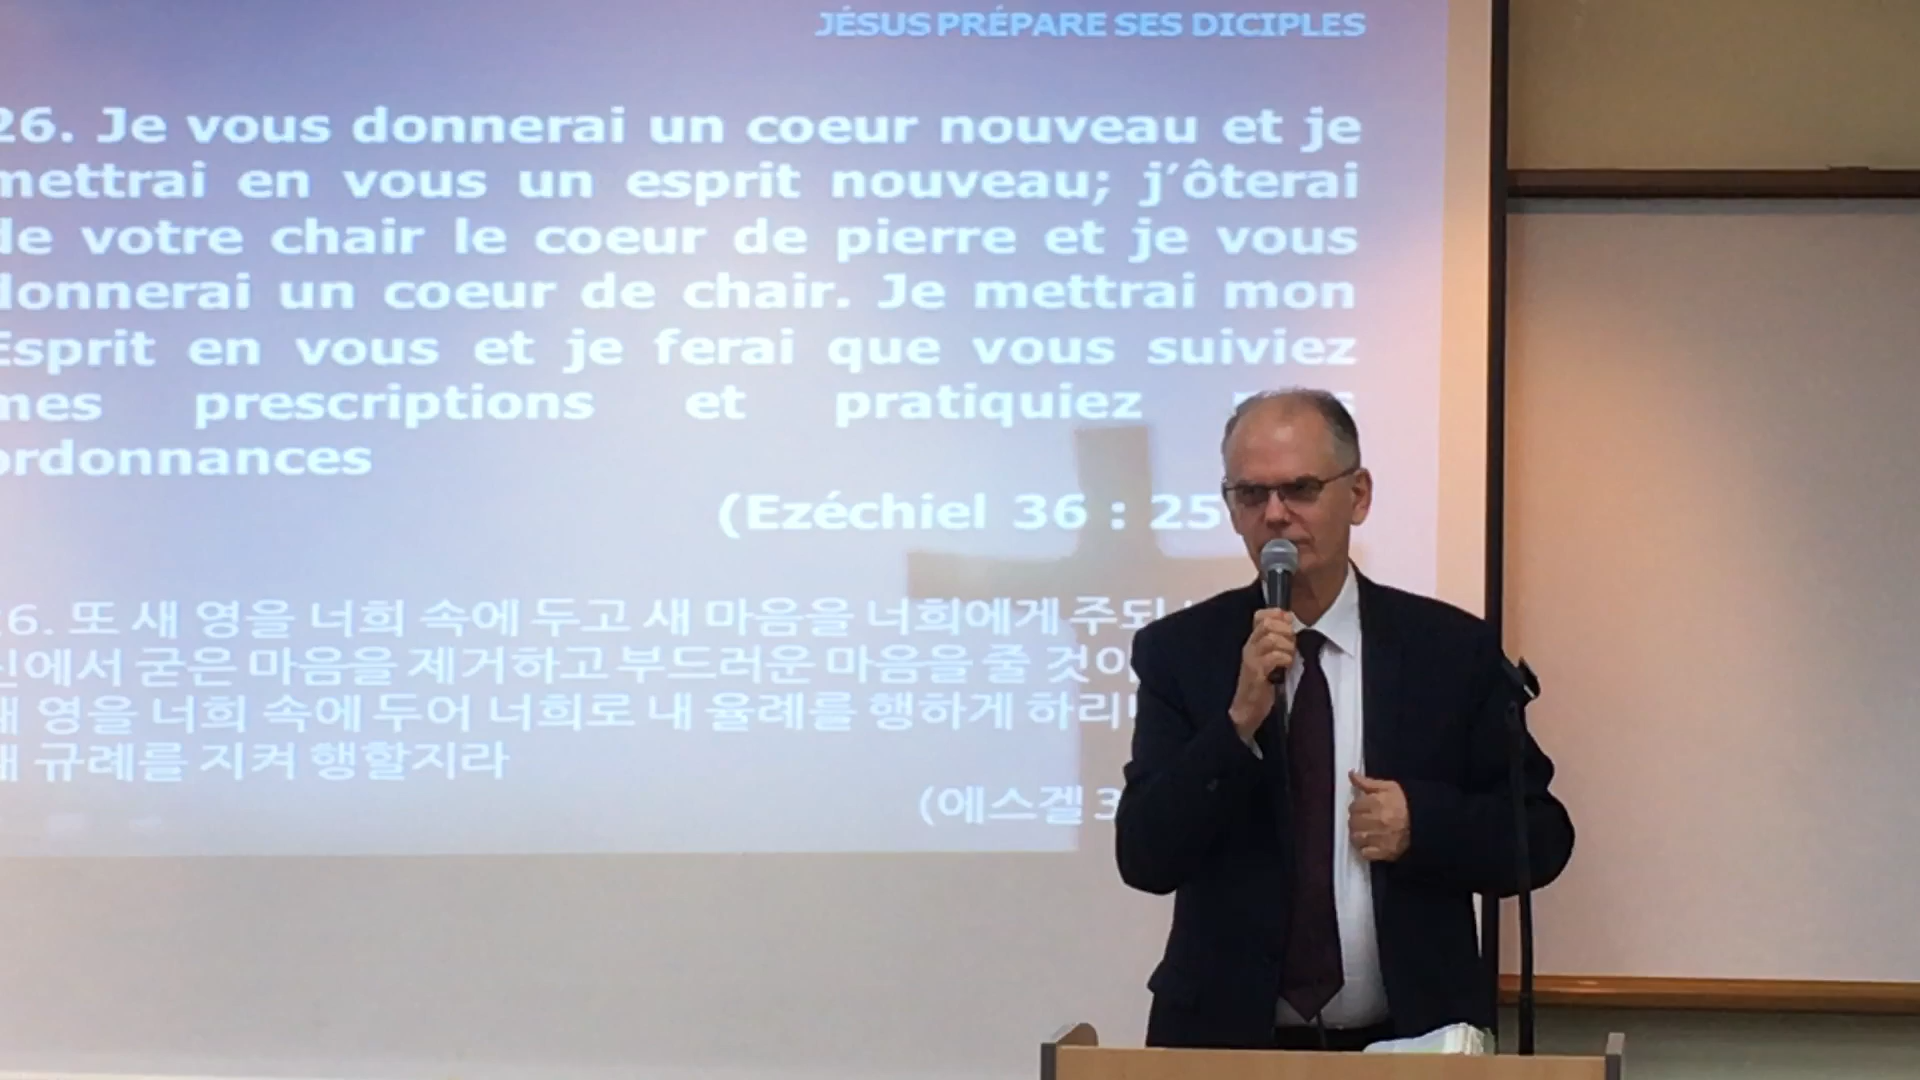 JÉSUS PRÉPARE SES DICIPLES
26. Je vous donnerai un coeur nouveau et je
mettrai en vous un esprit nouveau; j'ôterai
de votre chair le coeur de pierre et je vous
donnerai un coeur de chair. Je mettrai mon
Esprit en vous et je ferai que vous suiviez
mes prescriptions et pratiquiez
ordonnances
(Ezéchiel 36 : 25
26. 또 새 영을 너희 속에 두고 새 마음을 너희에게 주되
에서 굳은 마음을 제거하고 부드러운 마음을 줄
영을 너희 속에 두어 너희로 내 율례를 행하게
규례를 지켜 행할지라
(에스겔 3